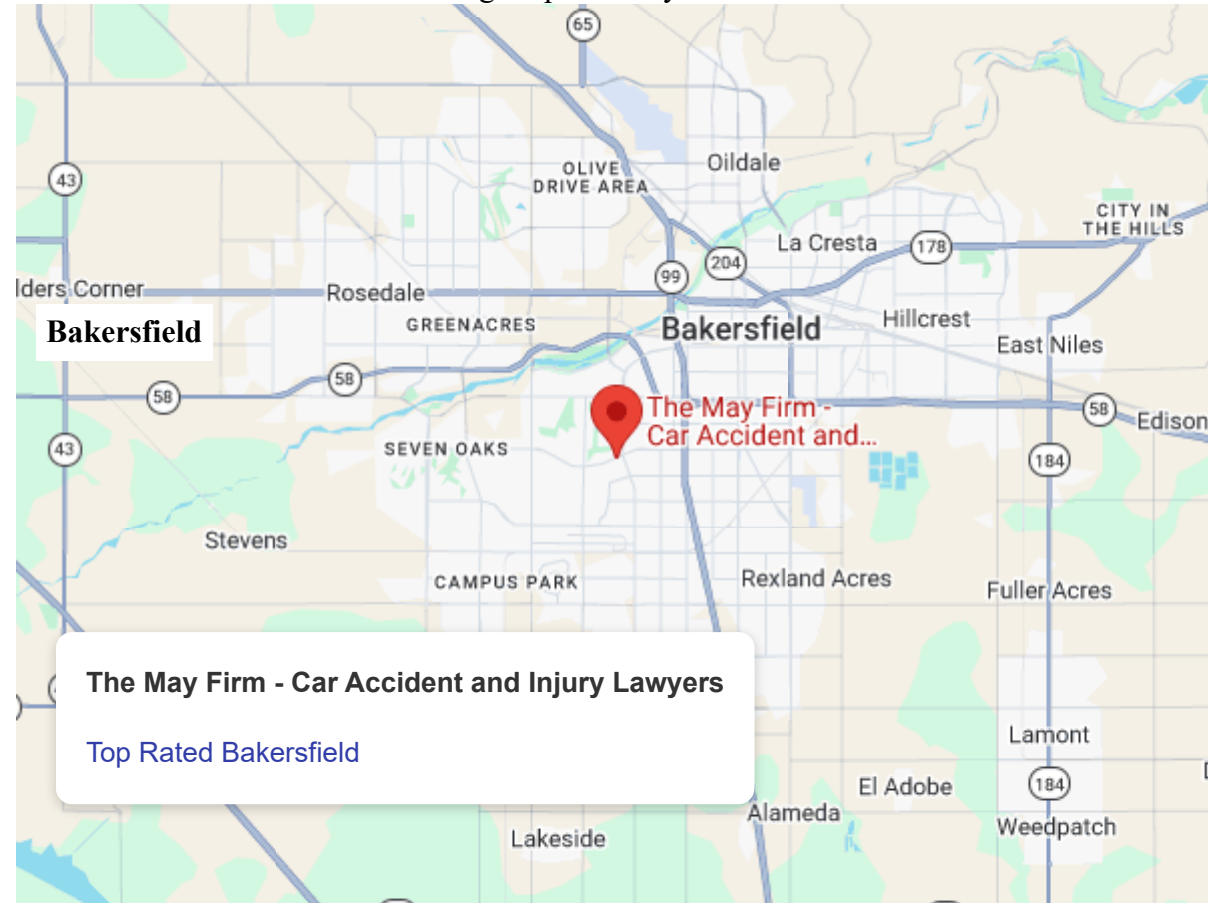 65
OLIVE
DRIVE AREA
Oildale
43
CITY IN
THE HILLS
La Cresta
178
204
99
lders Corner
Rosedale
Bakersfield
GREENACRES
Bakersfield
Hillcrest
East Niles
58
58
The May Firm -
Car Accident and...
58
Edison
43
SEVEN OAKS
184
Stevens
CAMPUS PARK
Rexland Acres
Fuller Acres
The May Firm - Car Accident and Injury Lawyers
Top Rated Bakersfield
Lamont
El Adobe
184
Alameda
Weedpatch
Lakeside